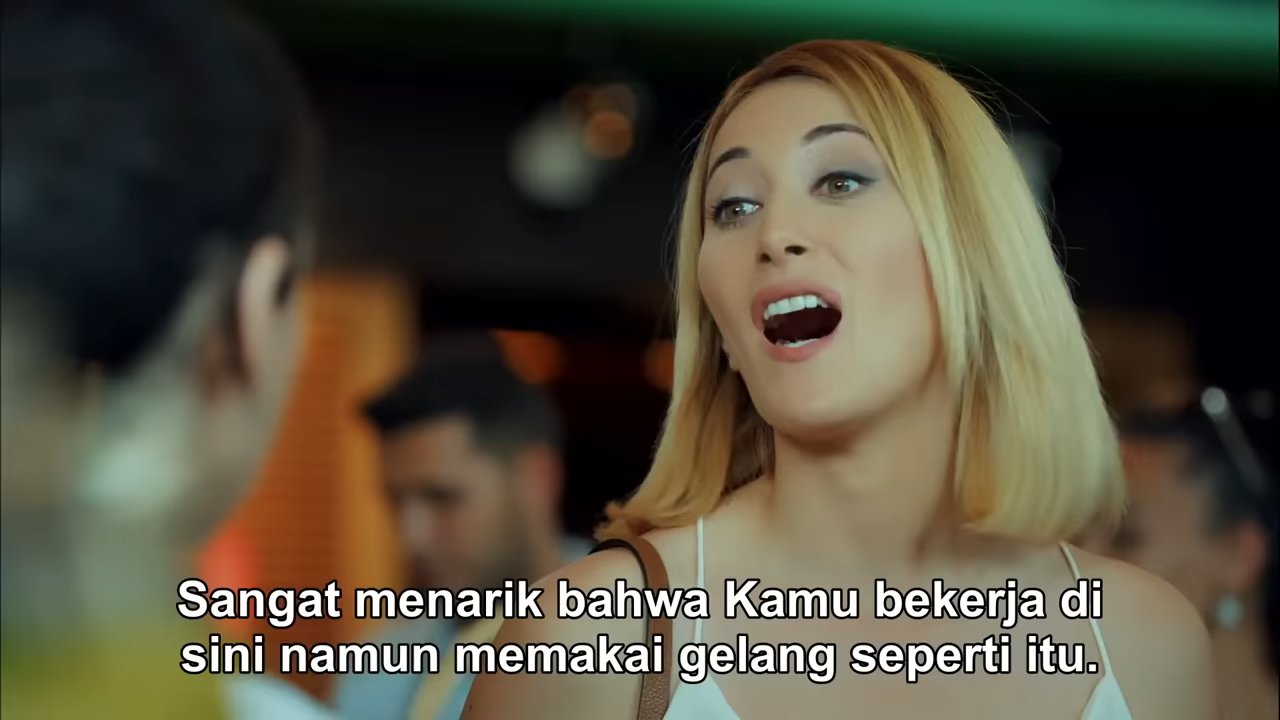 Sangat menarik bahwa Kamu bekerja di
sini namun memakai gelang seperti itu.